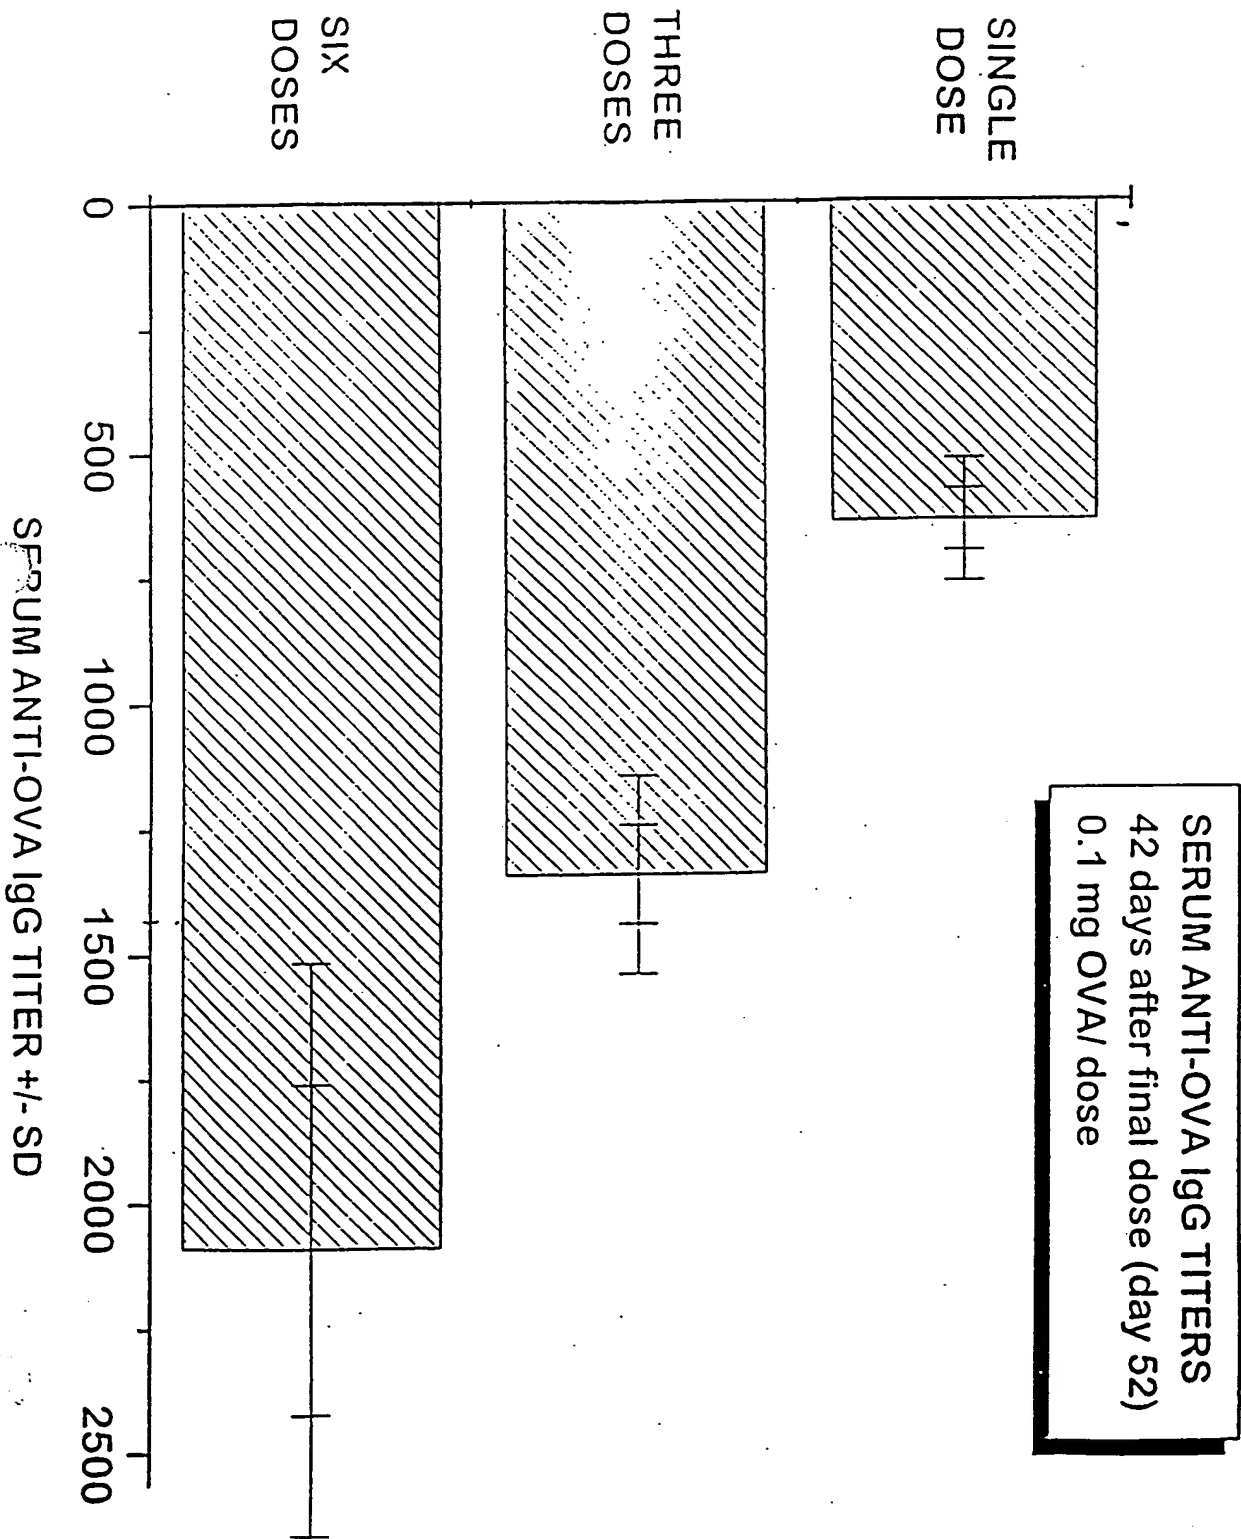 SERUM ANTI-OVA IgG TITERS
42 days after final dose (day 52)
0.1 mg OVA/ dose
SINGLE
DOSE
THREE
DOSES
SIX
DOSES
0
500
1000
1500
2000
2500
SERUM ANTI-OVA IgG TITER +/- SD